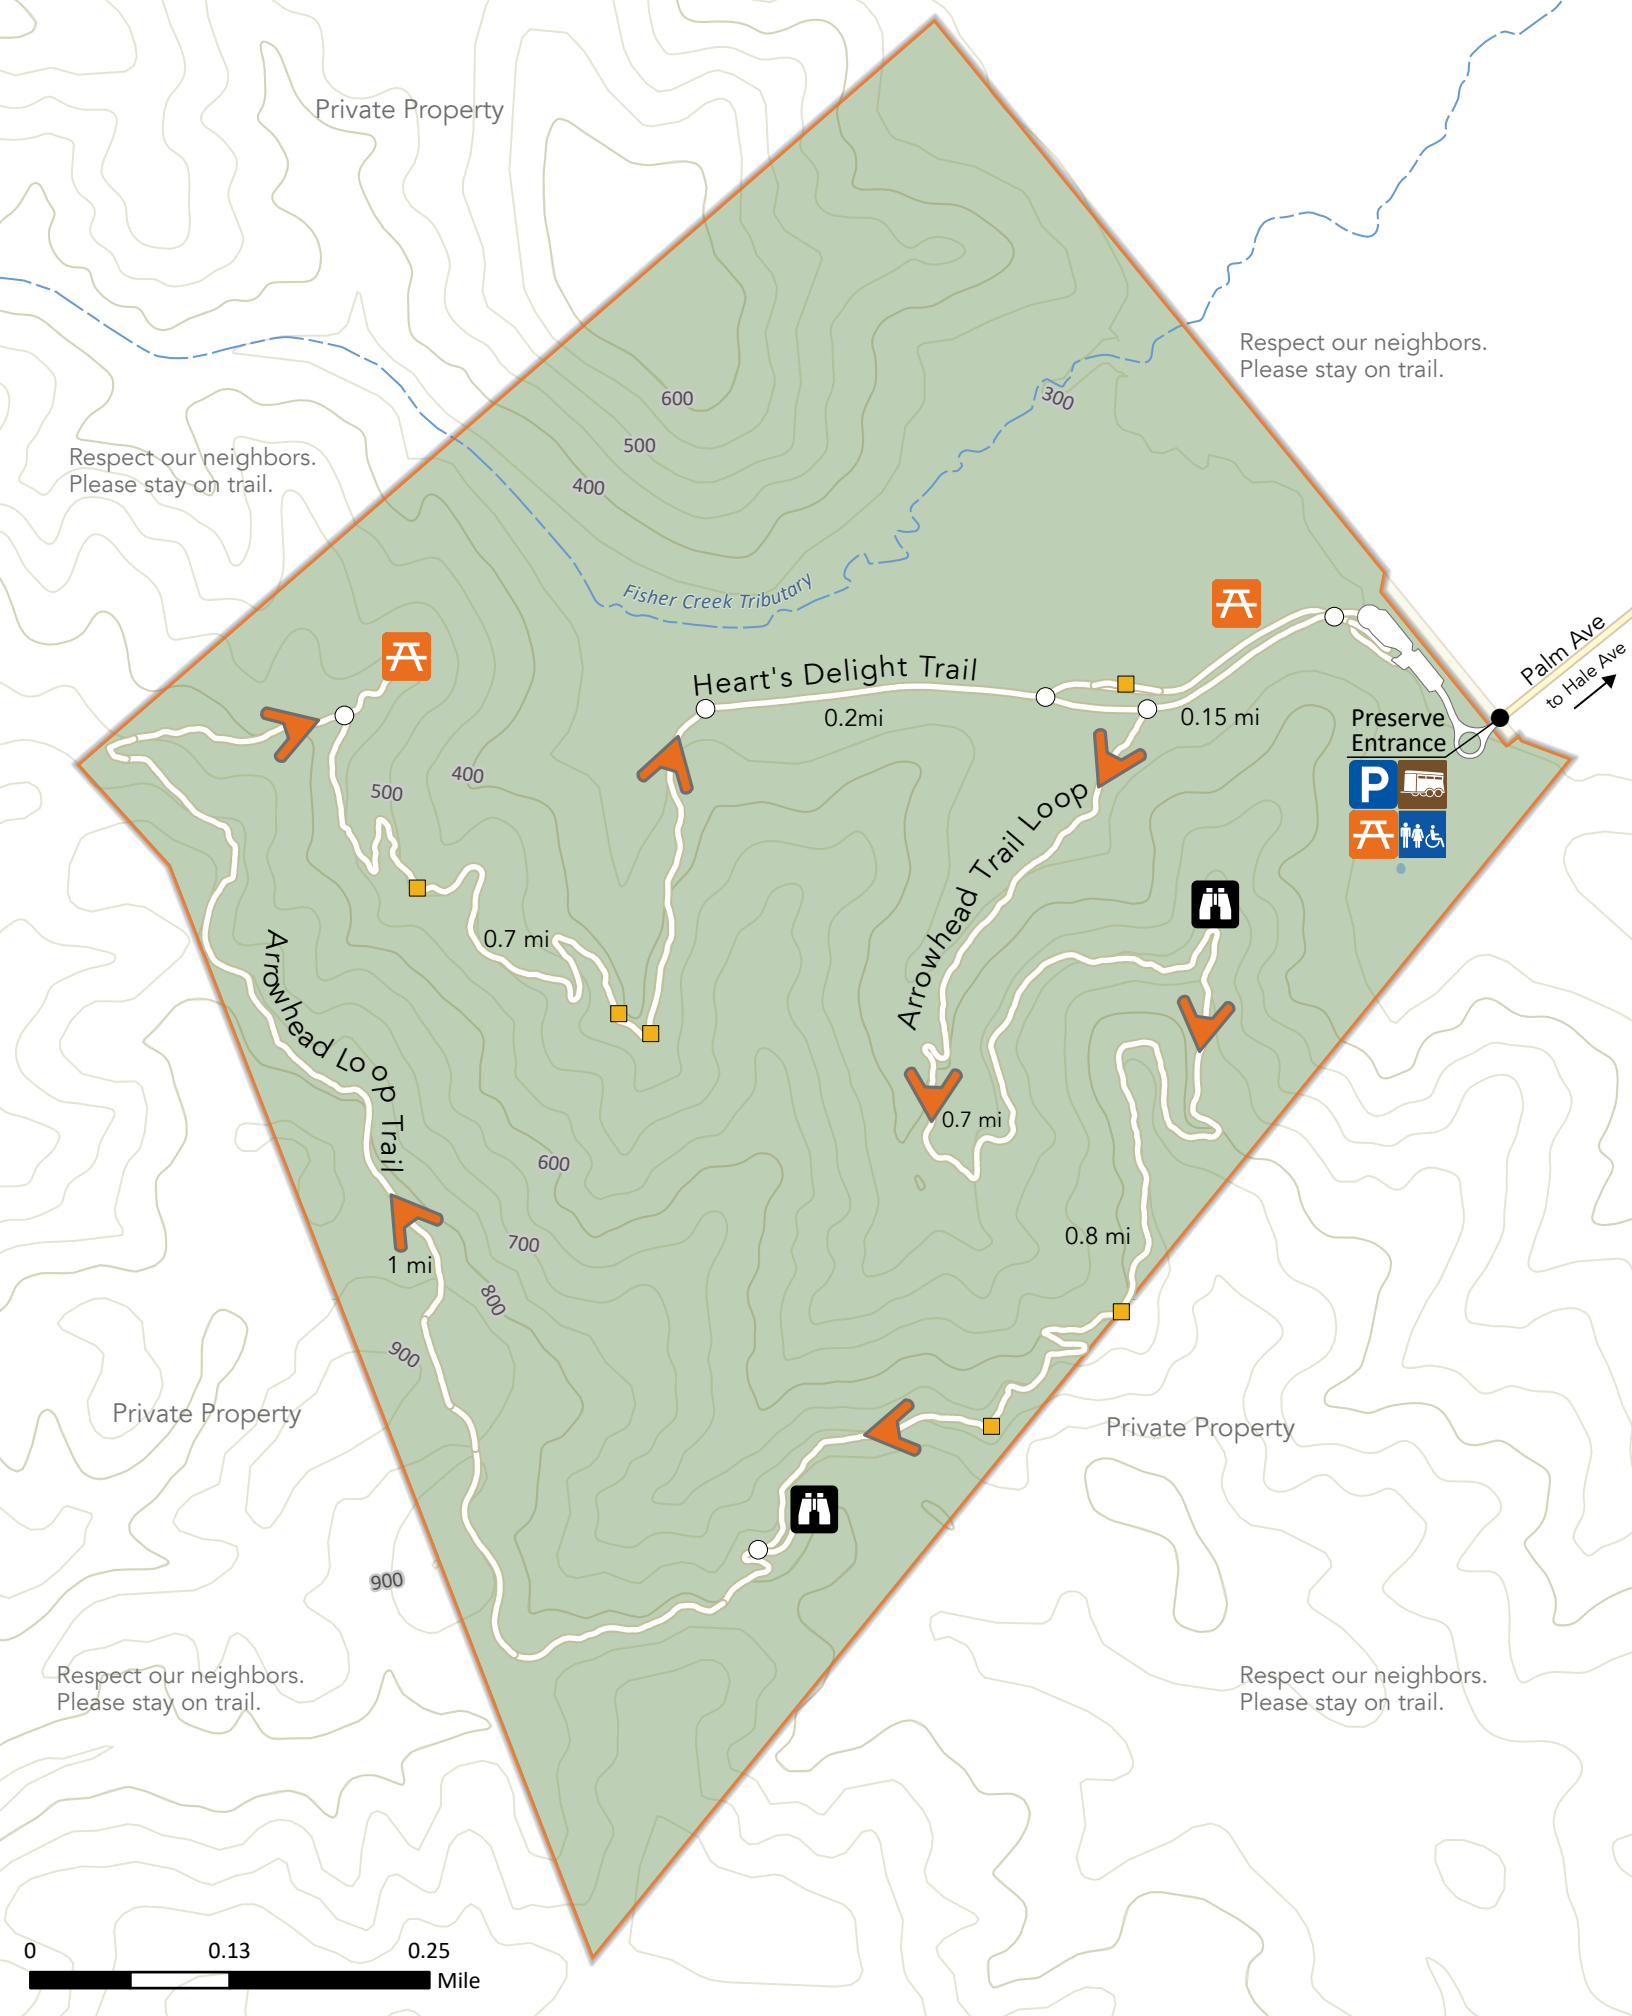 Private Property
Respect our neighbors.
Please stay on trail.
600
300
Respect our neighbors.
Please stay on trail.
500
400
Fisher Creek Tributary
Palm Ave
to Hale Ave
Heart's Delight Trail
0.2mi
0.15 mi
Preserve
Entrance
P
400
500
Arrowhead Trail Loop
0.7 mi
Arrowhead Loop Trail
0.7 mi
600
0.8 mi
700
1 mi
800
900
Private Property
Private Property
900
Respect our neighbors.
Please stay on trail.
Respect our neighbors.
Please stay on trail.
0 0.13 0.25
Mile